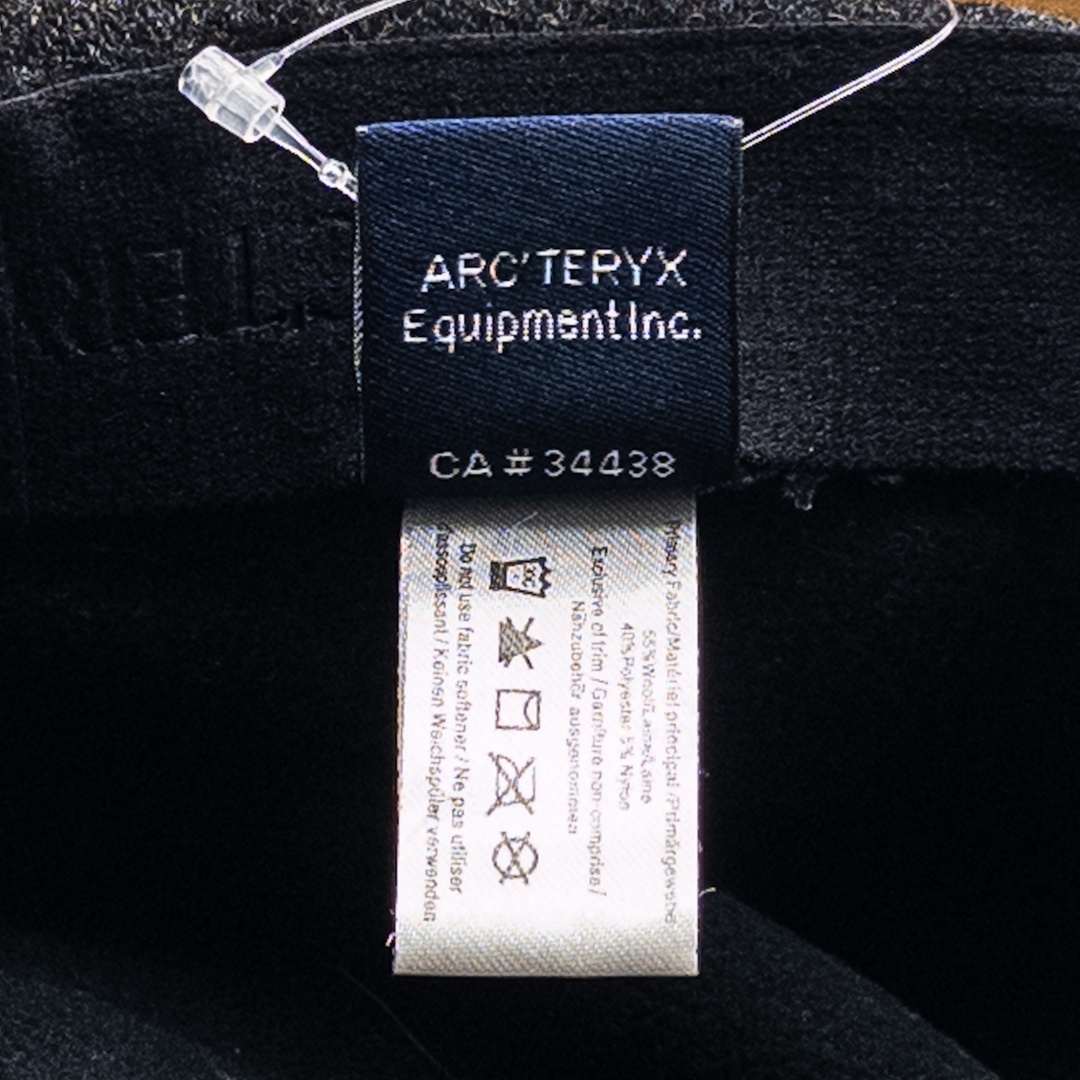 ARC'TERYX
Equipment Inc.
CA # 34438
Primary Fabric/Matériel principal/Primärgewebe
55% Wool/Laine/Laine
40% Polyester 5% Nylon
Exclusive of trim / Garniture non-comprise/
Nähzubehör ausgenommen
Do not use fabric softener / Ne pas utiliser
d'assouplissant / Keinen Weichspüler verwenden